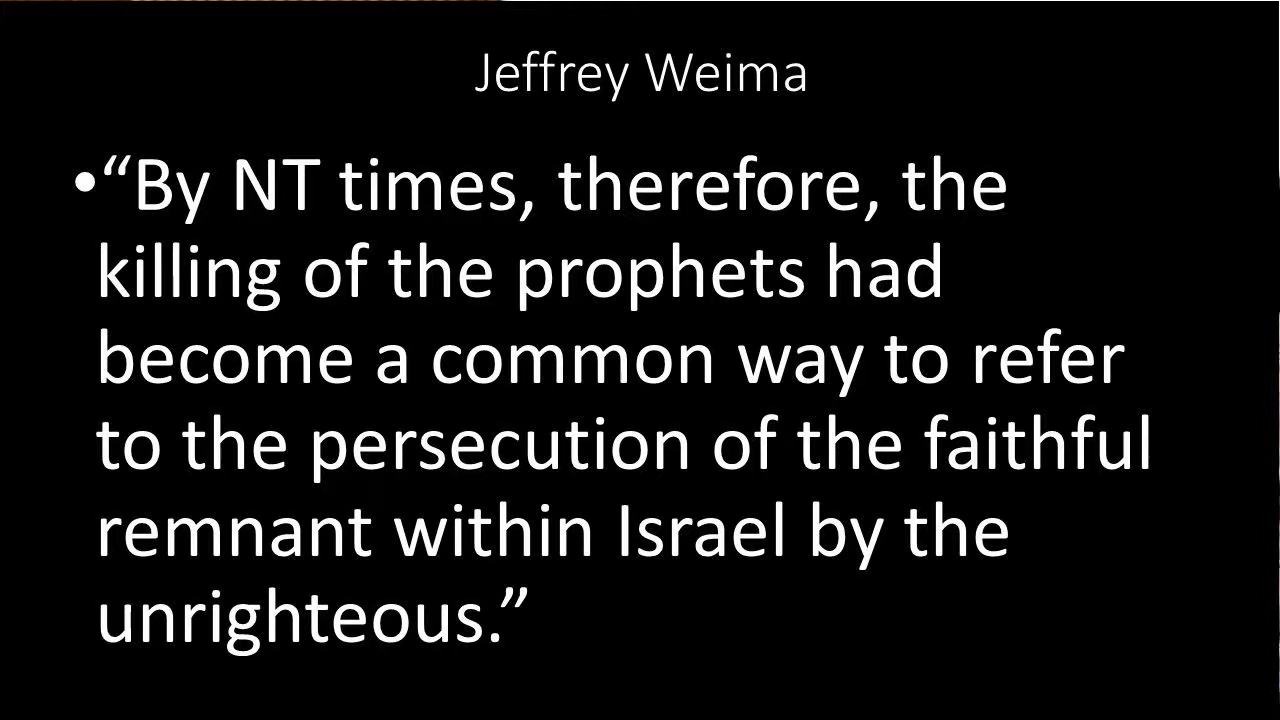 Jeffrey Weima
•“By NT times, therefore, the
killing of the prophets had
become a common way to refer
to the persecution of the faithful
remnant within Israel by the
unrighteous.”